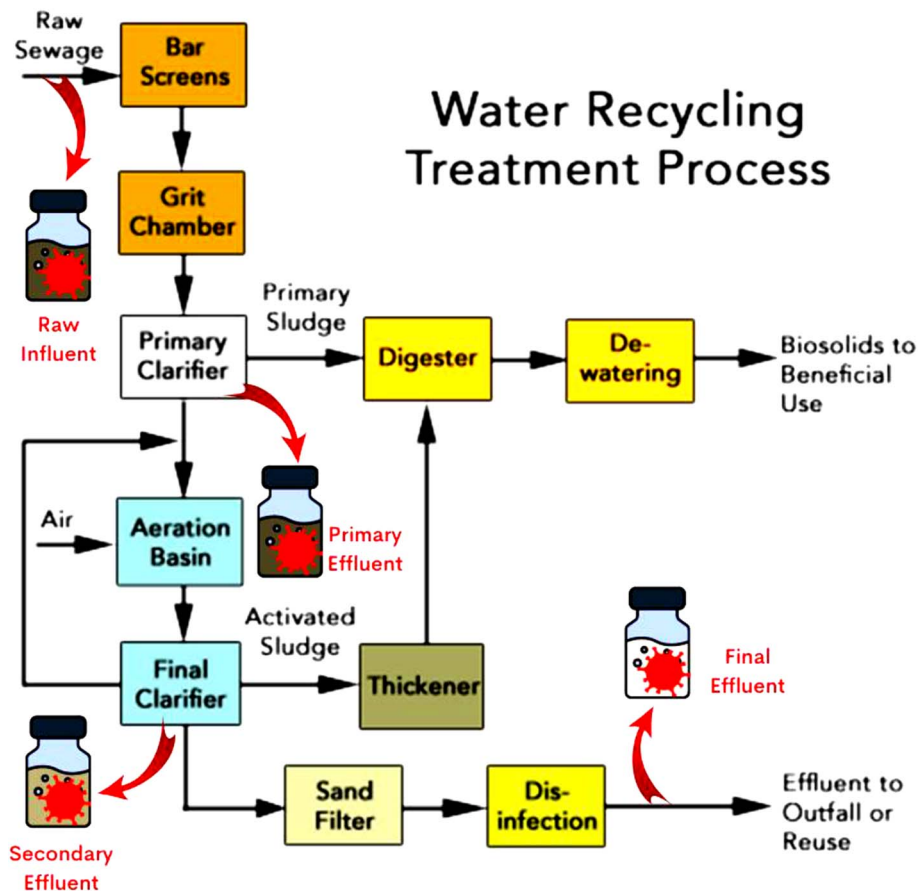 Raw
Sewage
Bar
Screens
Water Recycling
Treatment Process
Grit
Chamber
Raw
Influent
Primary
Sludge
Primary
Clarifier
Digester
De-
watering
Biosolids to
Beneficial
Use
Air
Aeration
Basin
Primary
Effluent
Activated
Sludge
Final
Clarifier
Thickener
Final
Effluent
Secondary
Effluent
Sand
Filter
Dis-
infection
Effluent to
Outfall or
Reuse